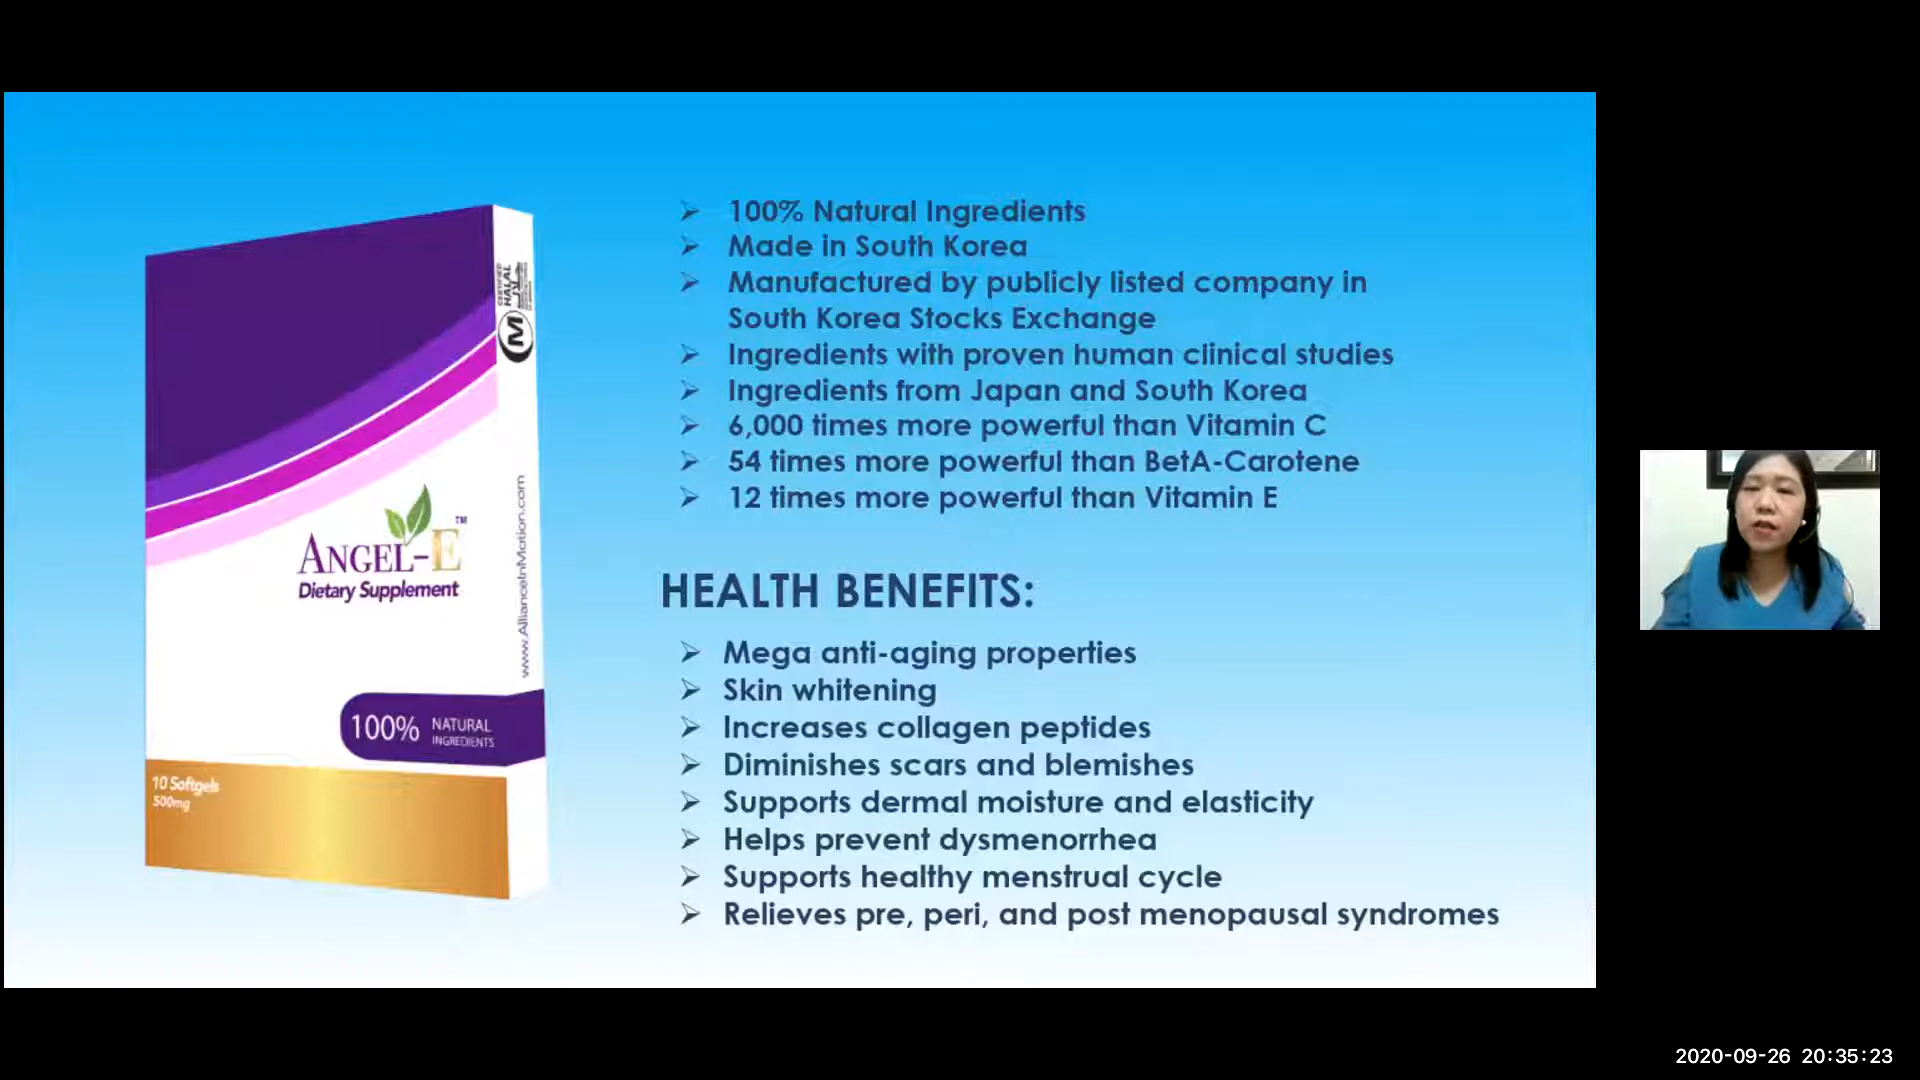 100% Natural Ingredients
Made in South Korea
Manufactured by publicly listed company in
South Korea Stocks Exchange
Ingredients with proven human clinical studies
Ingredients from Japan and South Korea
6,000 times more powerful than Vitamin C
54 times more powerful than BetA-Carotene
12 times more powerful than Vitamin E
HEALTH BENEFITS:
Mega anti-aging properties
Skin whitening
Increases collagen peptides
Diminishes scars and blemishes
Supports dermal moisture and elasticity
Helps prevent dysmenorrhea
Supports healthy menstrual cycle
Relieves pre, peri, and post menopausal syndromes
CERTIFIED
HALAL
M
www.AllianceInMotion.com
ANGEL-E™
Dietary Supplement
100% NATURAL
INGREDIENTS
10 Softgels
500mg
2020-09-26 20:35:23